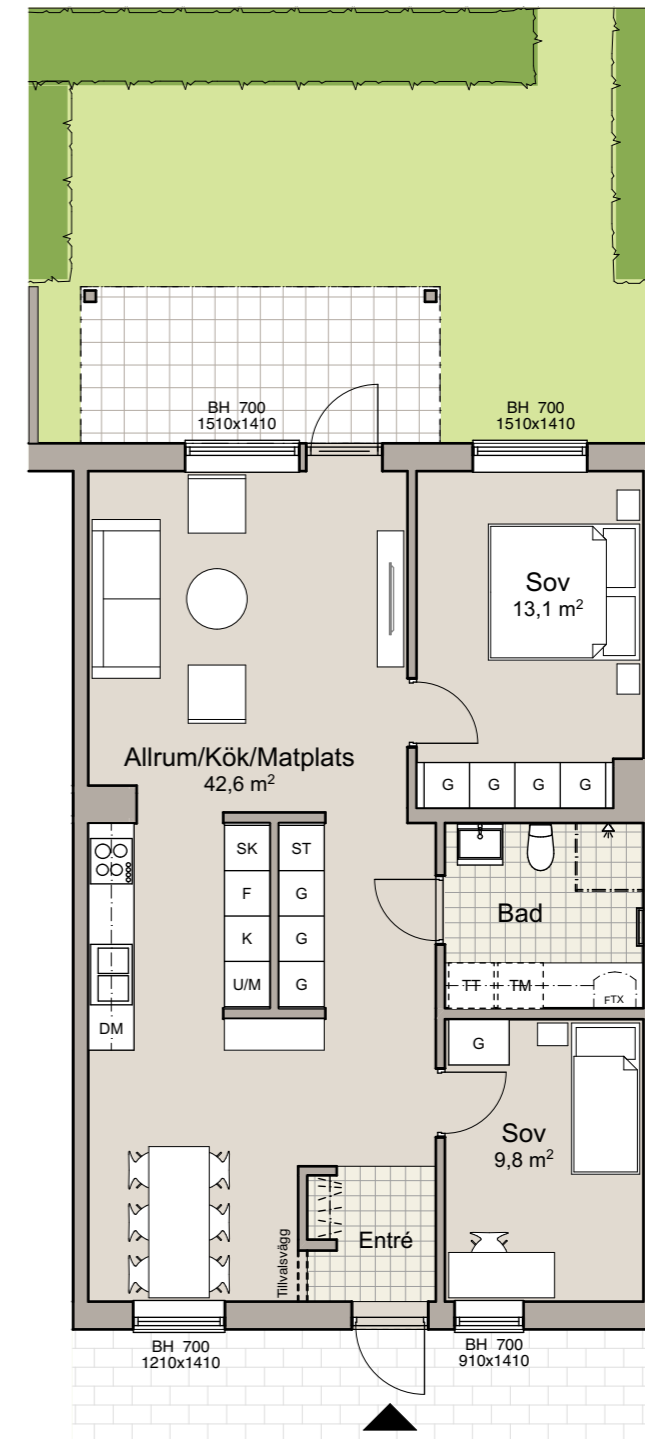 BH 700
1510x1410
BH 700
1510x1410
Sov
13,1 m²
Allrum/Kök/Matplats
42,6 m²
G G G G
SK ST
F G
K G
U/M G
DM
Bad
TT TM
FTX
G
Sov
9,8 m²
Tillvalsvägg
Entré
BH 700
1210x1410
BH 700
910x1410